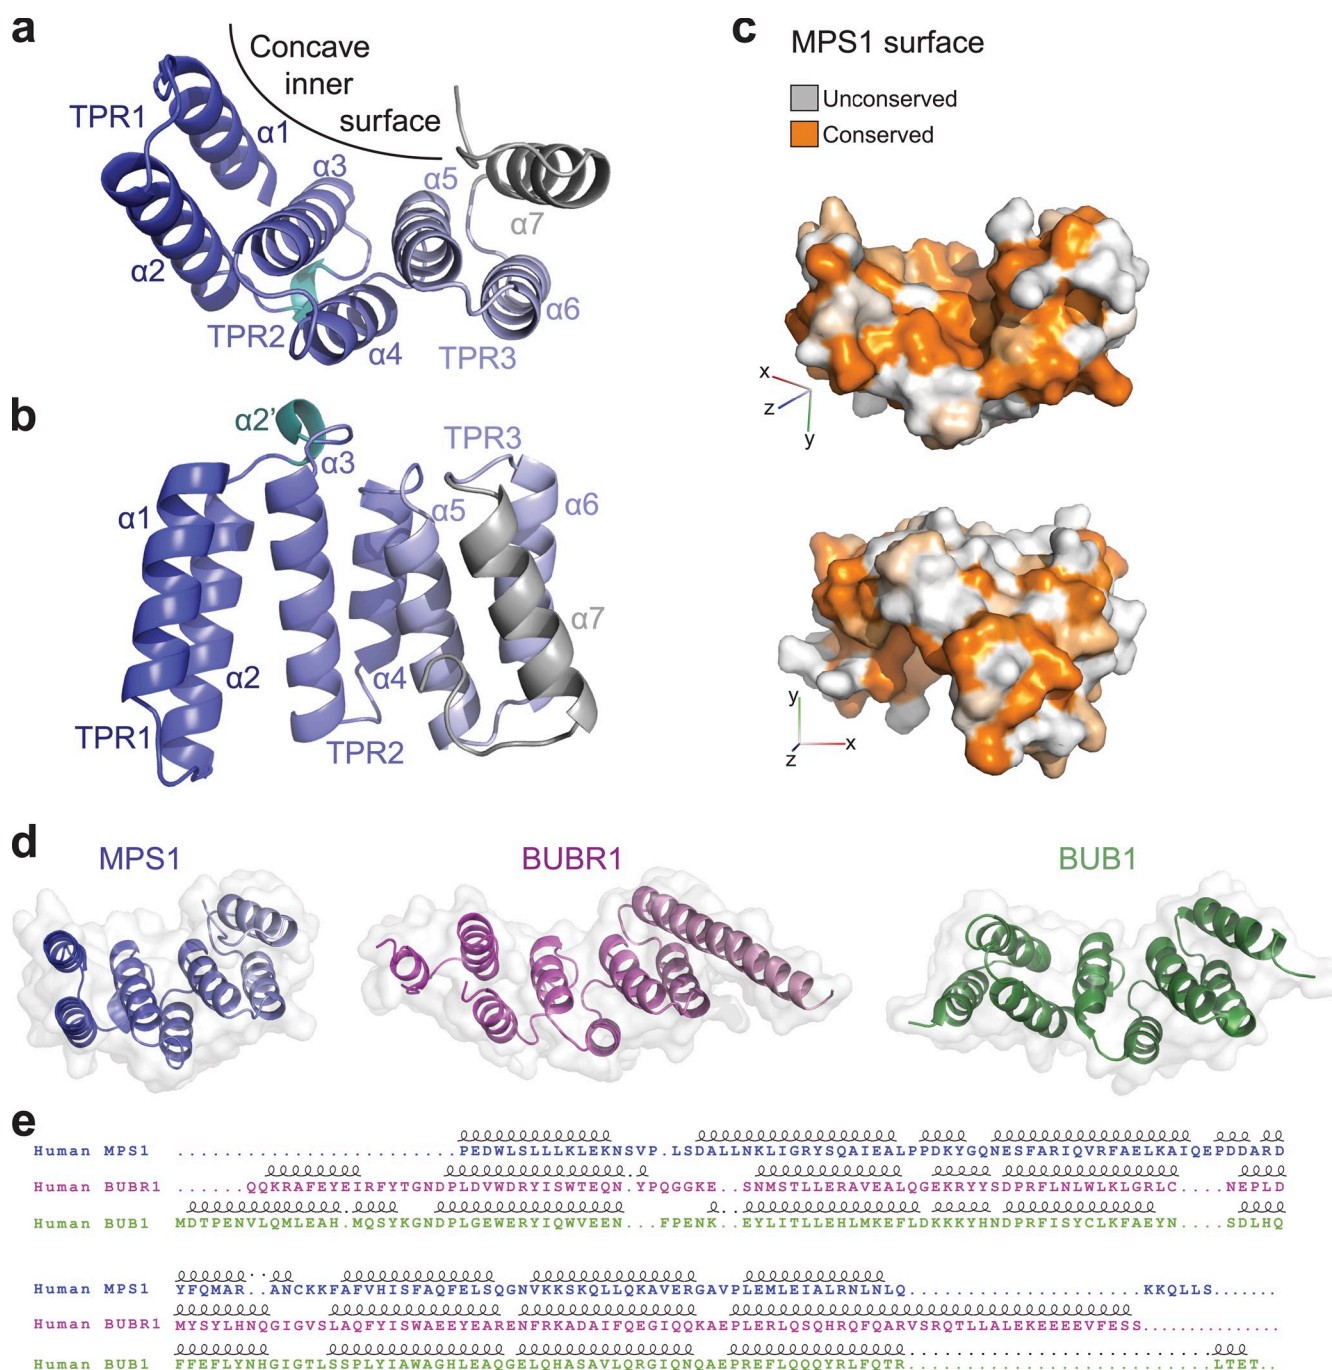 a
Concave
inner
surface
TPR1
α1
α3
α5
α7
α2
TPR2
α4
TPR3
α6
b
α2’
TPR3
α3
α1
α5
α6
α7
α2
α4
TPR1
TPR2
c
MPS1 surface
Unconserved
Conserved
x
z
y
y
x
z
d
MPS1
BUBR1
BUB1
e
Human MPS1 .........................PEDWLSLLLKLEKNSVP.LSDALLNKLIGRYSQAIEALPPDKYGQNESFARIQVRFAELKAIQEPDDARD
Human BUBR1 ......QQKRAFEYEIRFYTGNDPLDVWDRYISWTEQN.YPQGGKE..SNMSTLLERAVEALQGEKRYYSDPRFLNLWLKLGRLC....NEPLD
Human BUB1 MDTPENVLQMLEAH.MQSYKGNDPLGEWERYIQWVEEN...FPENK..EYLITLLEHLMKEFLDKKKYHNDPRFISYCLKFAEYN....SDLHQ
Human MPS1 YFQMAR..ANCKKFAFVHISFAQFELSQGNVKKSKQLLQKAVERGAVPLEMLEIALRNLNLQ.....................KKQLLS......
Human BUBR1 MYSYLHNQGIGVSLAQFYISWAEEYEARENFRKADAIFQEGIQQKAEPLERLQSQHRQFQARVSRQTLLALEKEEEEVFESS............
Human BUB1 FFEFLYNHGIGTLSSPLYIAWAGHLEAQGELQHASAVLQRGIQNQAEPREFLQQQYRLFQTR...........................LTET..